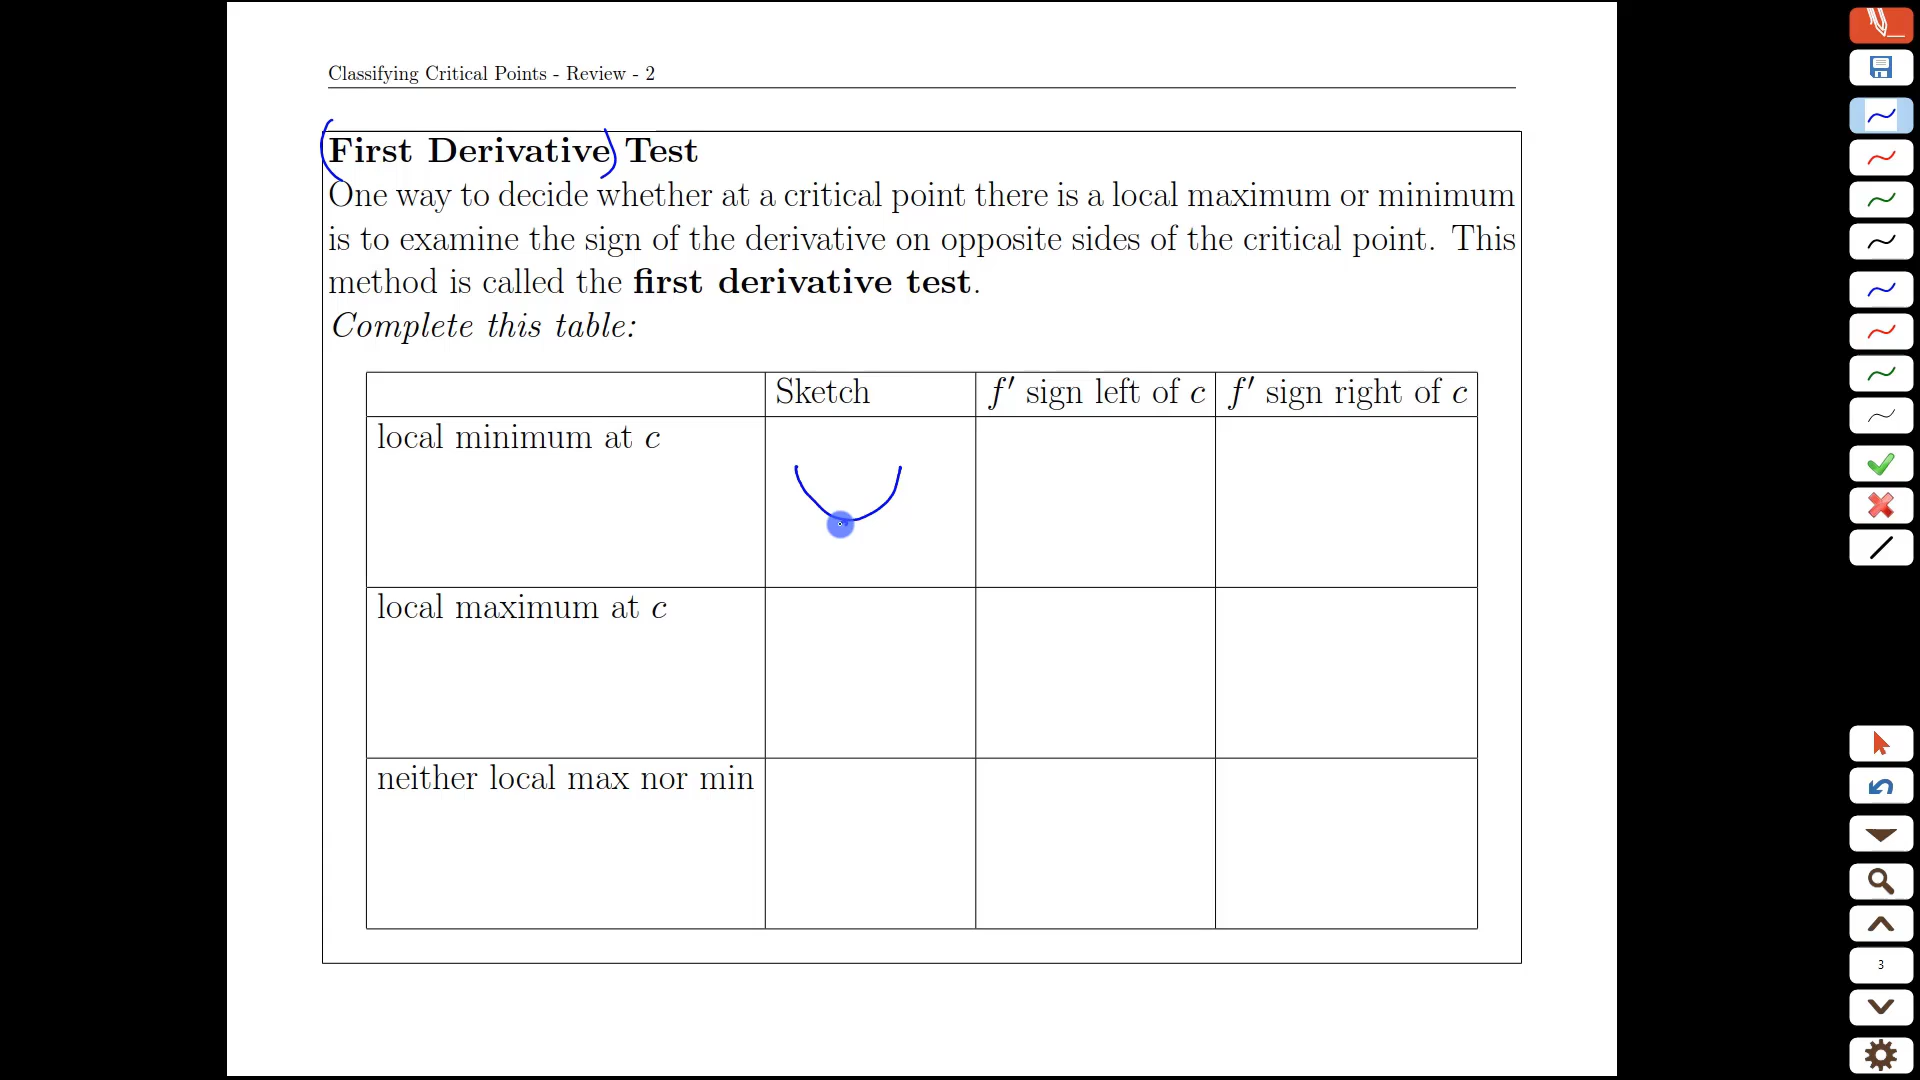 Classifying Critical Points - Review - 2
First Derivative Test
One way to decide whether at a critical point there is a local maximum or minimum
is to examine the sign of the derivative on opposite sides of the critical point. This
method is called the first derivative test.
Complete this table:
Sketch f′ sign left of c f′ sign right of c
local minimum at c
local maximum at c
neither local max nor min
3